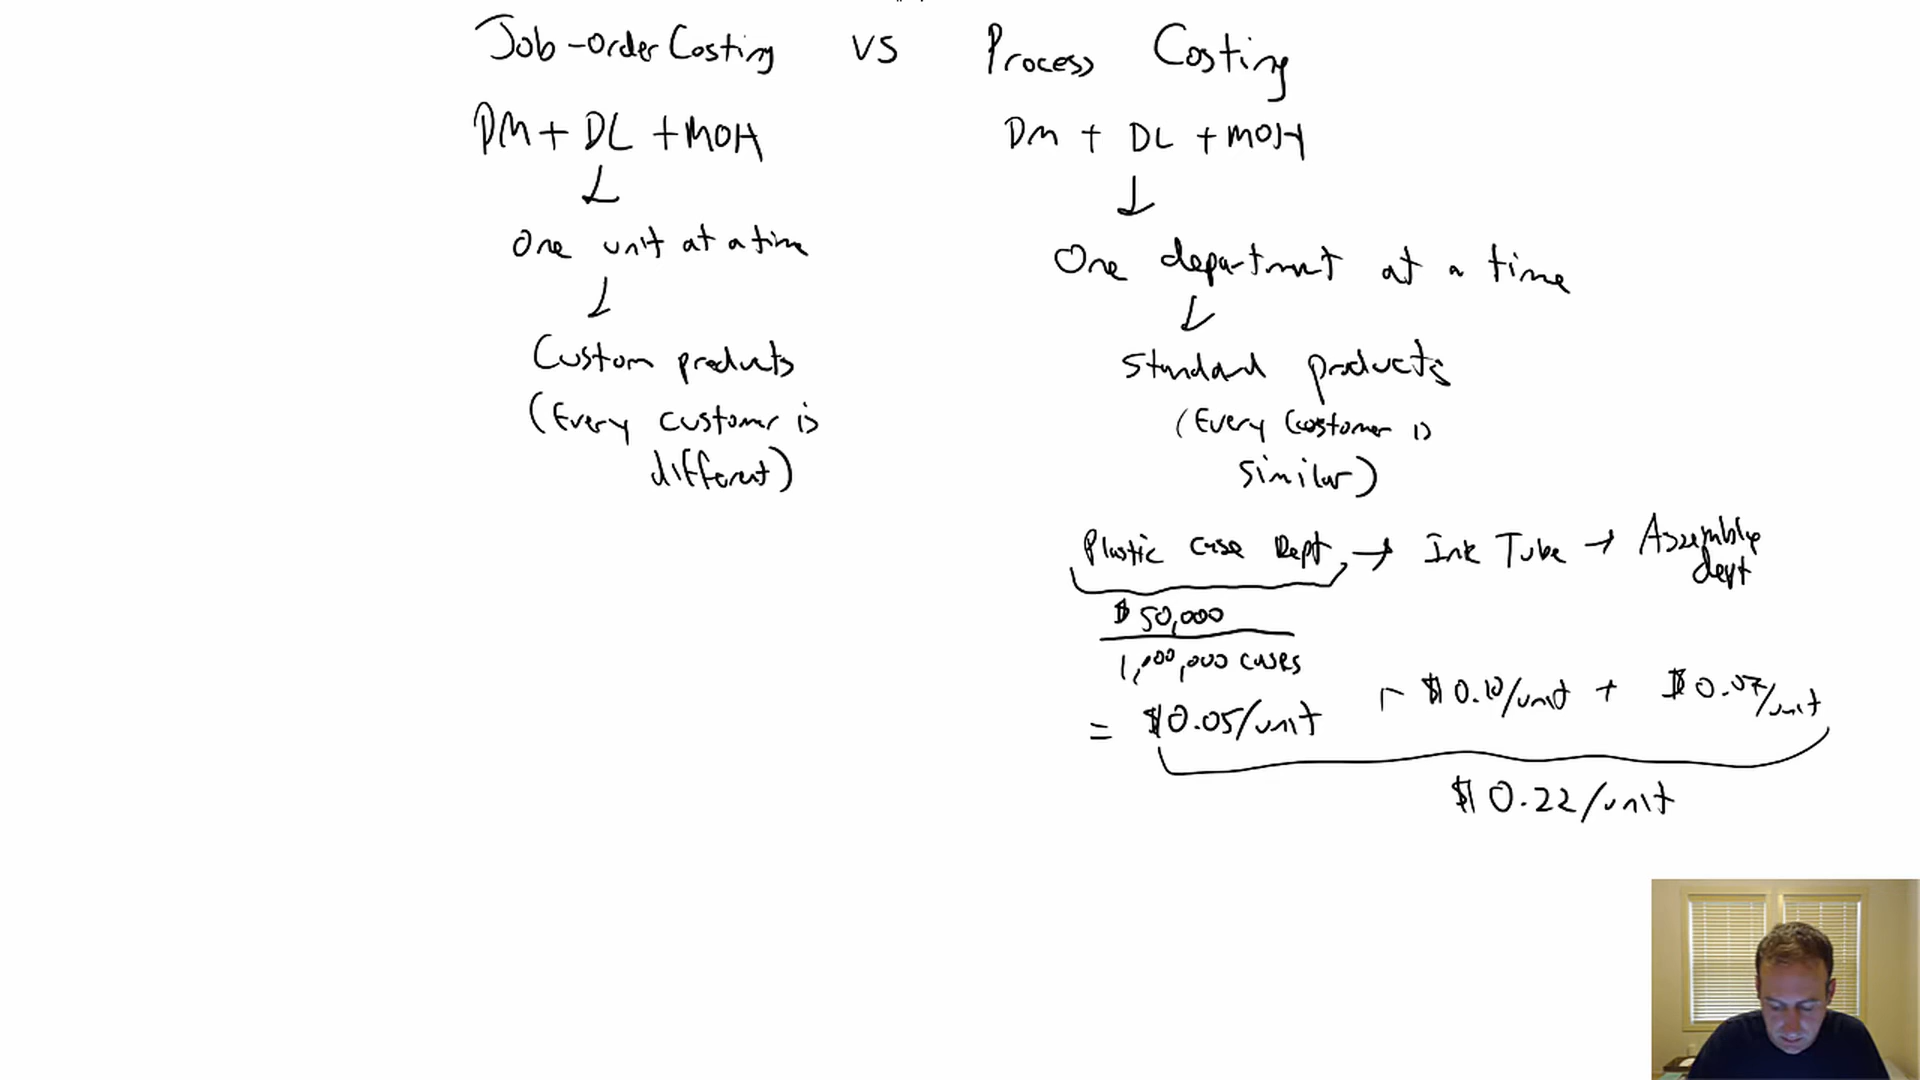 Job-Order Costing vs Process Costing
DM + DL + MOH
DM + DL + MOH
One unit at a time
One department at a time
Custom products
(Every customer is
different)
Standard products
(Every customer is
similar)
Plastic Case Dept → Ink Tube → Assembly
dept
$50,000
1,000,000 cases
= $0.05/unit + $0.10/unit + $0.07/unit
$0.22/unit